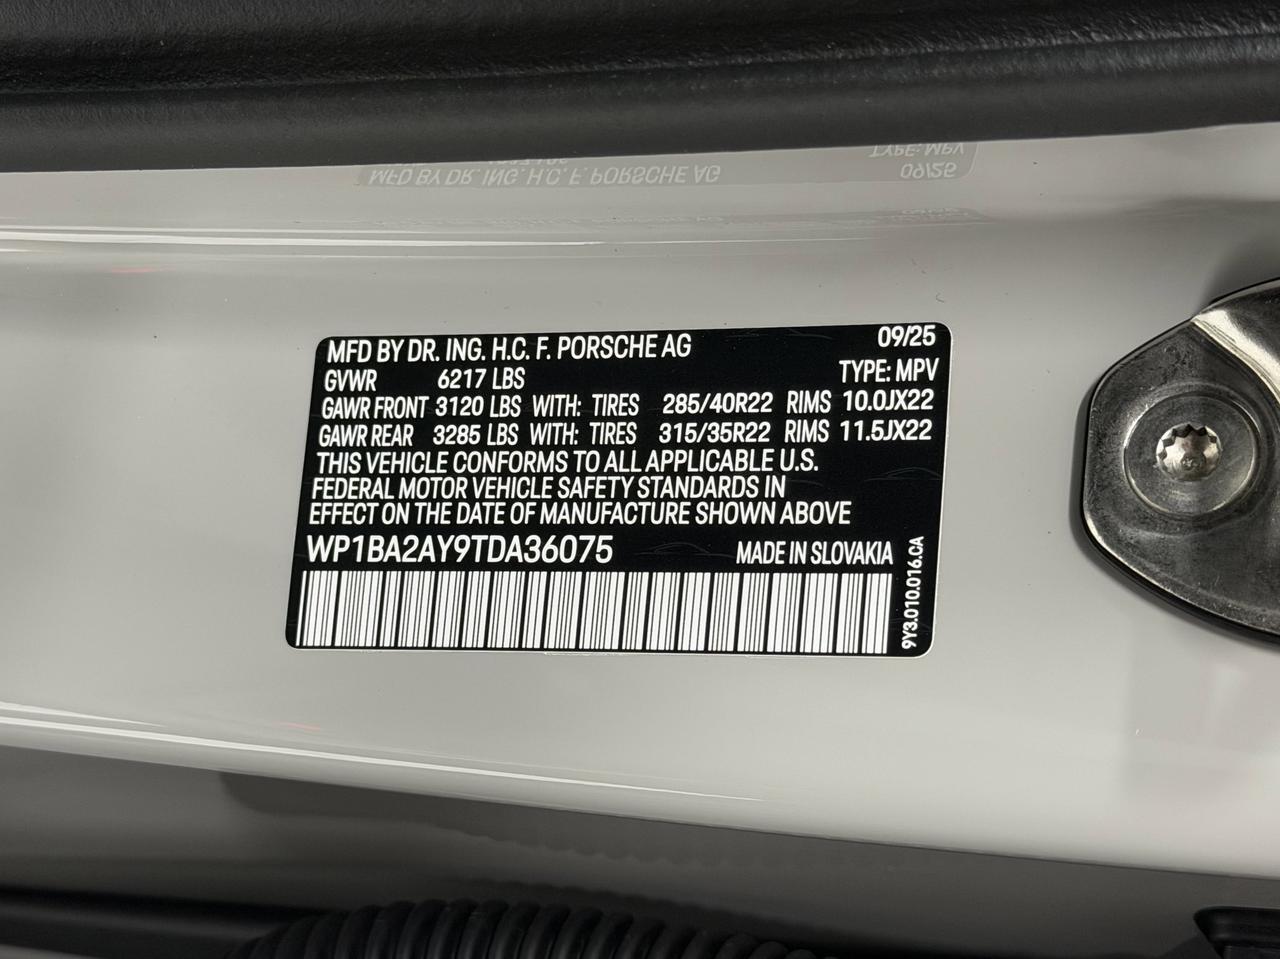 MFD BY DR. ING. H.C. F. PORSCHE AG 09/25
GVWR 6217 LBS TYPE: MPV
GAWR FRONT 3120 LBS WITH: TIRES 285/40R22 RIMS 10.0JX22
GAWR REAR 3285 LBS WITH: TIRES 315/35R22 RIMS 11.5JX22
THIS VEHICLE CONFORMS TO ALL APPLICABLE U.S.
FEDERAL MOTOR VEHICLE SAFETY STANDARDS IN
EFFECT ON THE DATE OF MANUFACTURE SHOWN ABOVE
WP1BA2AY9TDA36075 MADE IN SLOVAKIA
9Y3.010.016.CA